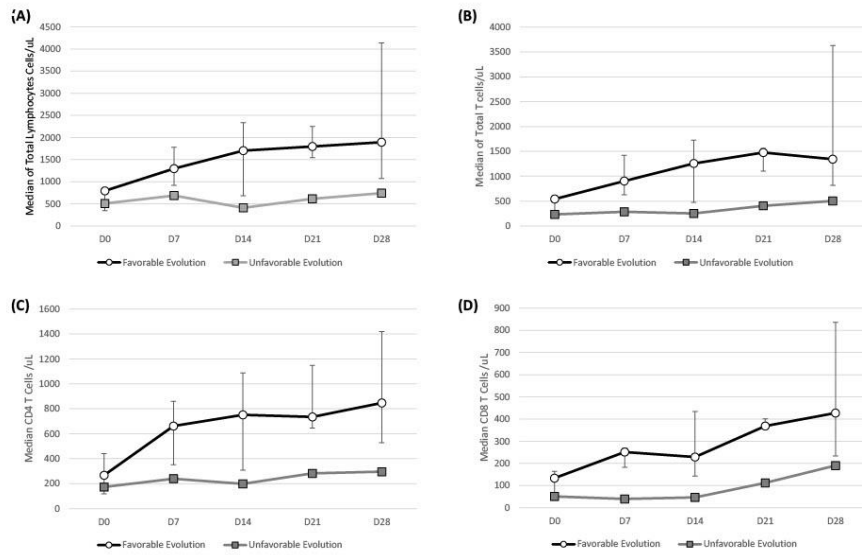 (A)
Median of Total Lymphocytes Cells/uL
4500
4000
3500
3000
2500
2000
1500
1000
500
0
D0 D7 D14 D21 D28
Favorable Evolution Unfavorable Evolution
(B)
Median of Total T cells/uL
4000
3500
3000
2500
2000
1500
1000
500
0
D0 D7 D14 D21 D28
Favorable Evolution Unfavorable Evolution
(C)
Median CD4 T Cells /uL
1600
1400
1200
1000
800
600
400
200
0
D0 D7 D14 D21 D28
Favorable Evolution Unfavorable Evolution
(D)
Median CD8 T Cells /uL
900
800
700
600
500
400
300
200
100
0
D0 D7 D14 D21 D28
Favorable Evolution Unfavorable Evolution